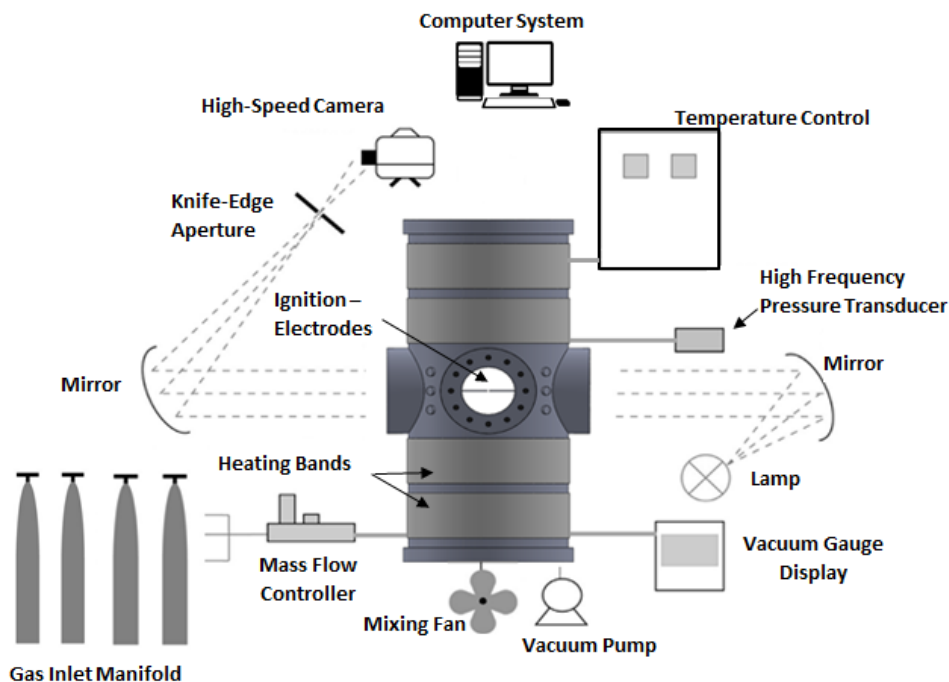 Computer System
High-Speed Camera
Temperature Control
Knife-Edge
Aperture
High Frequency
Pressure Transducer
Ignition –
Electrodes
Mirror
Mirror
Heating Bands
Lamp
Mass Flow
Controller
Vacuum Gauge
Display
Mixing Fan
Vacuum Pump
Gas Inlet Manifold